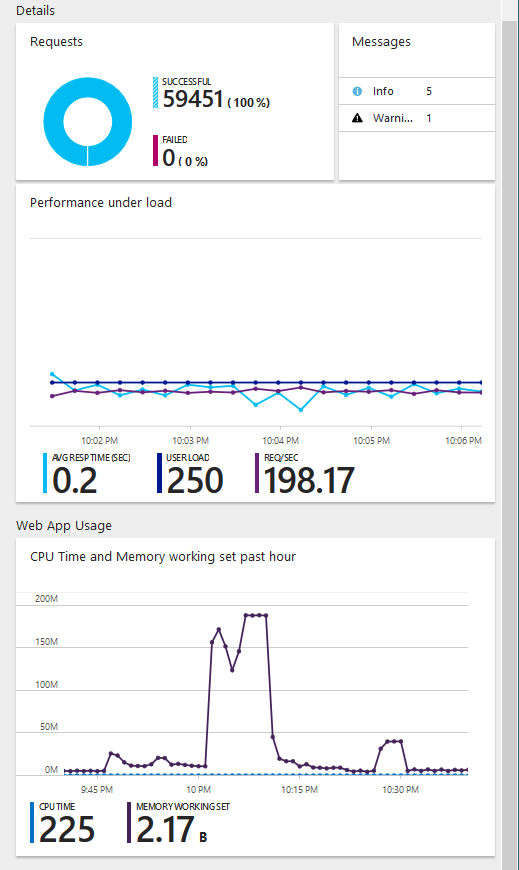 Details
Requests
SUCCESSFUL
59451 (100 %)
FAILED
0 (0 %)
Messages
Info 5
Warni... 1
Performance under load
10:02 PM 10:03 PM 10:04 PM 10:05 PM 10:06 PM
AVG RESP TIME (SEC)
0.2
USER LOAD
250
REQ/SEC
198.17
Web App Usage
CPU Time and Memory working set past hour
200M
150M
100M
50M
0M
9:45 PM 10 PM 10:15 PM 10:30 PM
CPU TIME
225
MEMORY WORKING SET
2.17 B